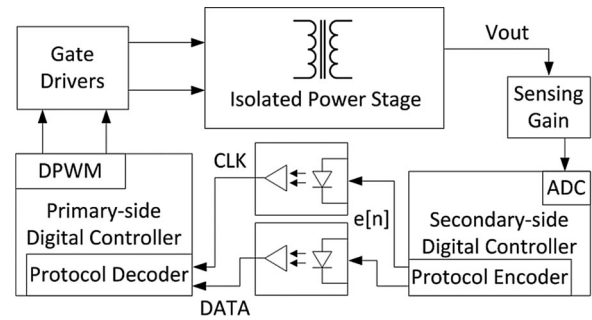 Gate
Drivers
Isolated Power Stage
Vout
Sensing
Gain
DPWM
Primary-side
Digital Controller
Protocol Decoder
CLK
DATA
e[n]
ADC
Secondary-side
Digital Controller
Protocol Encoder